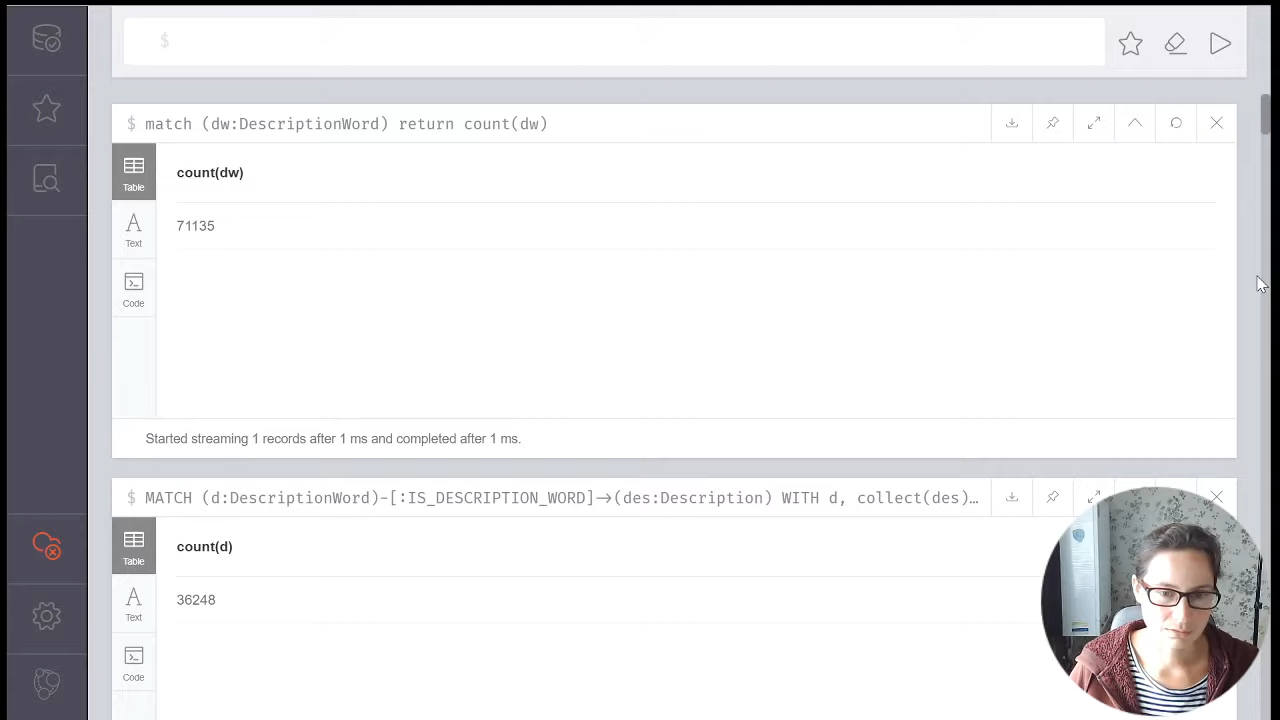 $
$ match (dw:DescriptionWord) return count(dw)
Table
count(dw)
71135
A
Text
Code
Started streaming 1 records after 1 ms and completed after 1 ms.
$ MATCH (d:DescriptionWord)-[:IS_DESCRIPTION_WORD]→(des:Description) WITH d, collect(des)…
Table
count(d)
36248
A
Text
Code